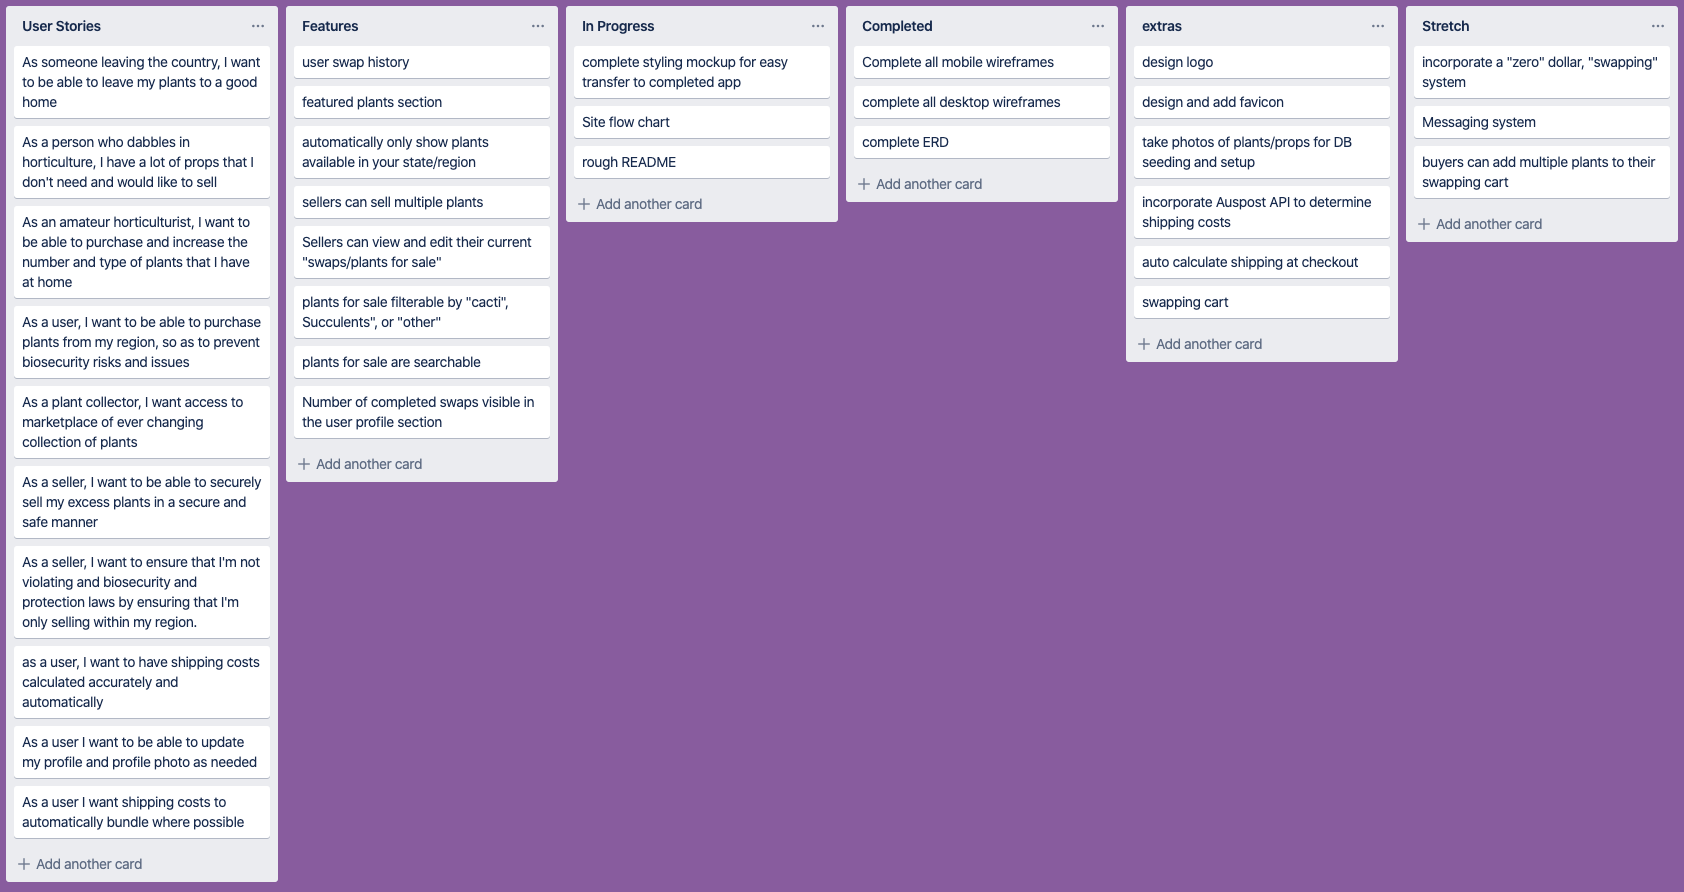 User Stories
As someone leaving the country, I want
to be able to leave my plants to a good
home
As a person who dabbles in
horticulture, I have a lot of props that I
don't need and would like to sell
As an amateur horticulturist, I want to
be able to purchase and increase the
number and type of plants that I have
at home
As a user, I want to be able to purchase
plants from my region, so as to prevent
biosecurity risks and issues
As a plant collector, I want access to
marketplace of ever changing
collection of plants
As a seller, I want to be able to securely
sell my excess plants in a secure and
safe manner
As a seller, I want to ensure that I'm not
violating and biosecurity and
protection laws by ensuring that I'm
only selling within my region.
as a user, I want to have shipping costs
calculated accurately and
automatically
As a user I want to be able to update
my profile and profile photo as needed
As a user I want shipping costs to
automatically bundle where possible
Add another card
Features
user swap history
featured plants section
automatically only show plants
available in your state/region
sellers can sell multiple plants
Sellers can view and edit their current
"swaps/plants for sale"
plants for sale filterable by "cacti",
Succulents", or "other"
plants for sale are searchable
Number of completed swaps visible in
the user profile section
Add another card
In Progress
complete styling mockup for easy
transfer to completed app
Site flow chart
rough README
Add another card
Completed
Complete all mobile wireframes
complete all desktop wireframes
complete ERD
Add another card
extras
design logo
design and add favicon
take photos of plants/props for DB
seeding and setup
incorporate Auspost API to determine
shipping costs
auto calculate shipping at checkout
swapping cart
Add another card
Stretch
incorporate a "zero" dollar, "swapping"
system
Messaging system
buyers can add multiple plants to their
swapping cart
Add another card